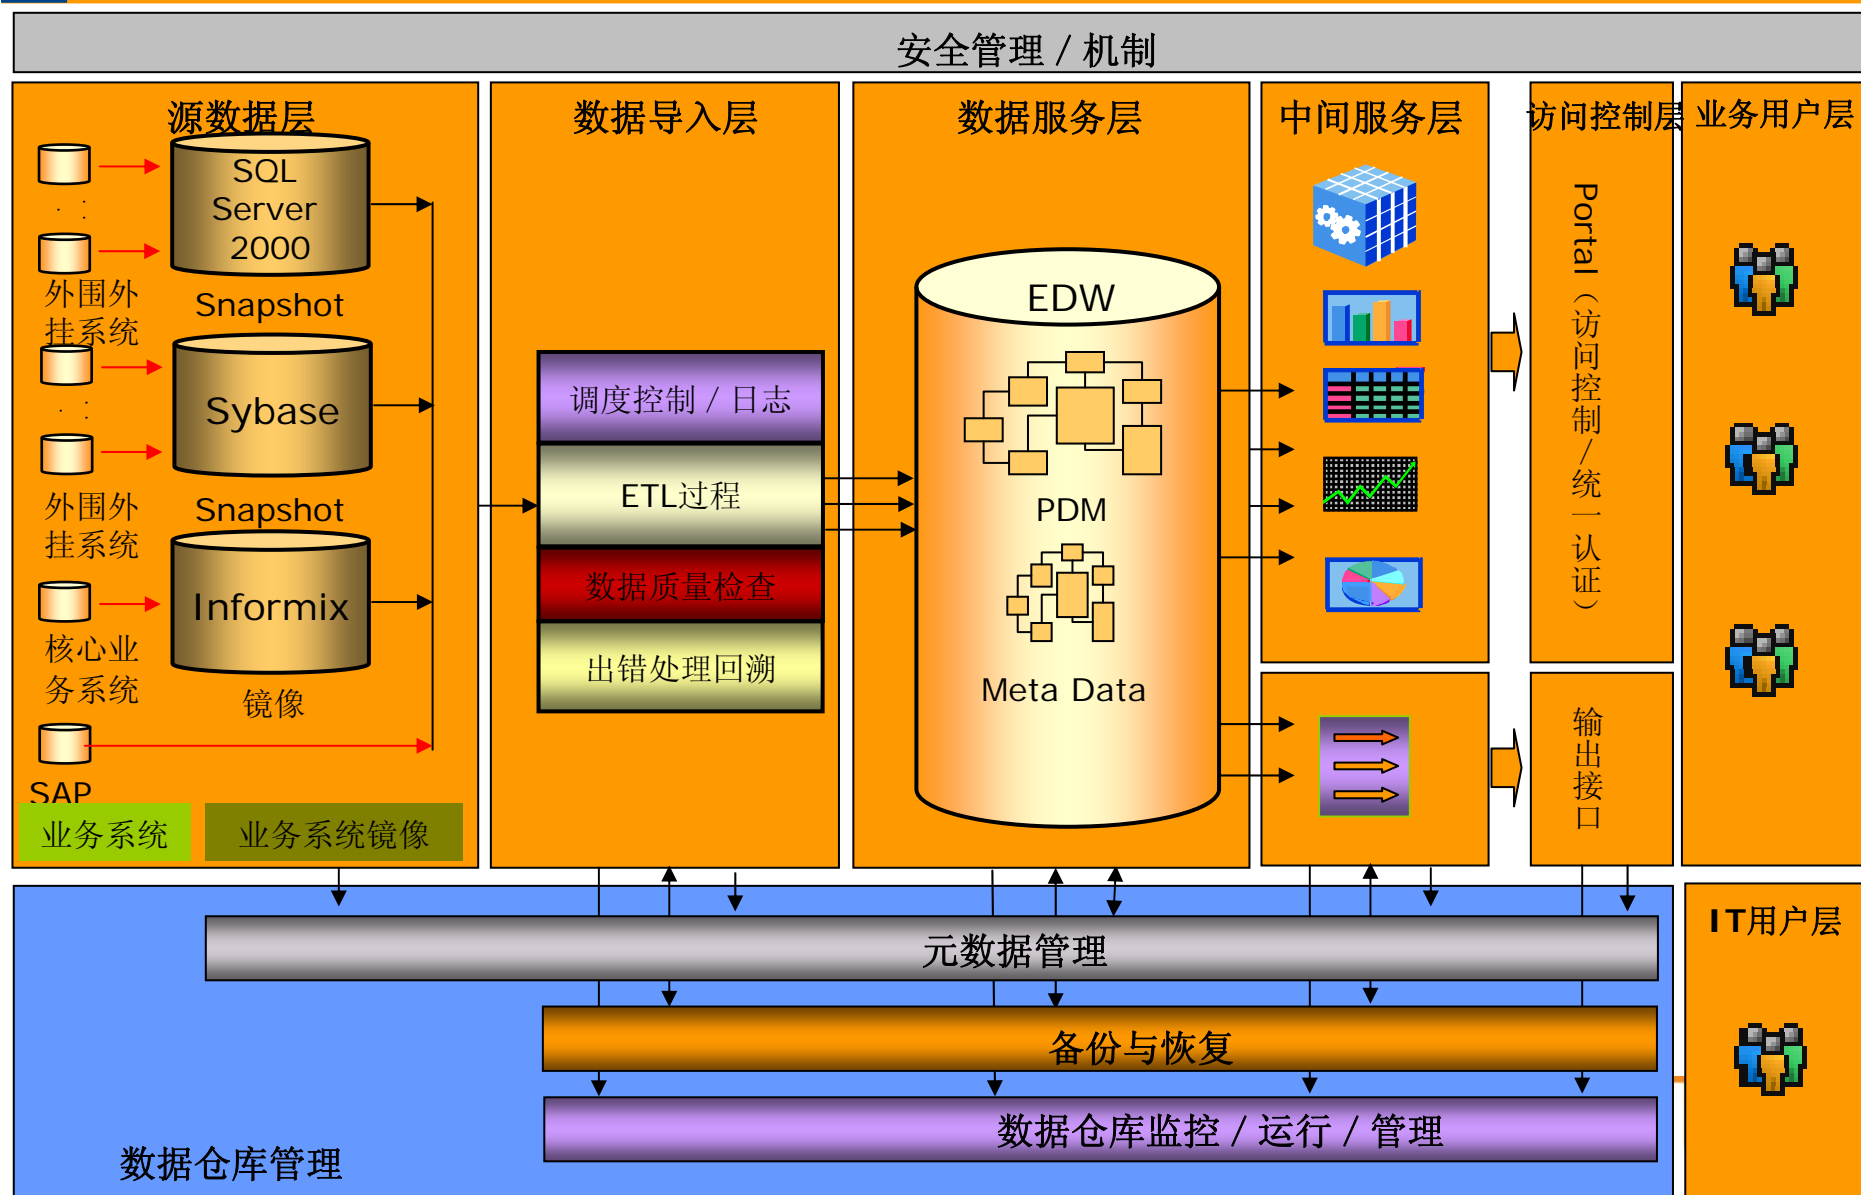 安全管理 / 机制
源数据层
SQL
Server
2000
外围外
挂系统
Snapshot
Sybase
外围外
挂系统
Snapshot
Informix
核心业
务系统
镜像
SAP
业务系统
业务系统镜像
数据导入层
调度控制 / 日志
ETL过程
数据质量检查
出错处理回溯
数据服务层
EDW
PDM
Meta Data
中间服务层
访问控制层
Portal（访问控制/统一认证）
输出接口
业务用户层
元数据管理
备份与恢复
数据仓库监控 / 运行 / 管理
数据仓库管理
IT用户层